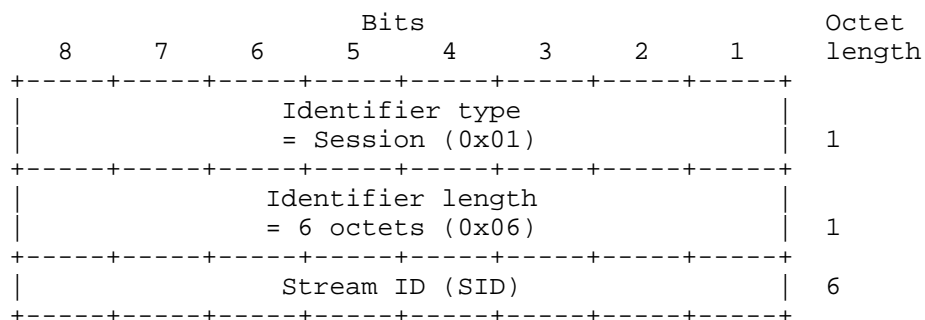 Bits Octet
8 7 6 5 4 3 2 1 length
+-----+-----+-----+-----+-----+-----+-----+-----+
| Identifier type |
| = Session (0x01) | 1
+-----+-----+-----+-----+-----+-----+-----+-----+
| Identifier length |
| = 6 octets (0x06) | 1
+-----+-----+-----+-----+-----+-----+-----+-----+
| Stream ID (SID) | 6
+-----+-----+-----+-----+-----+-----+-----+-----+